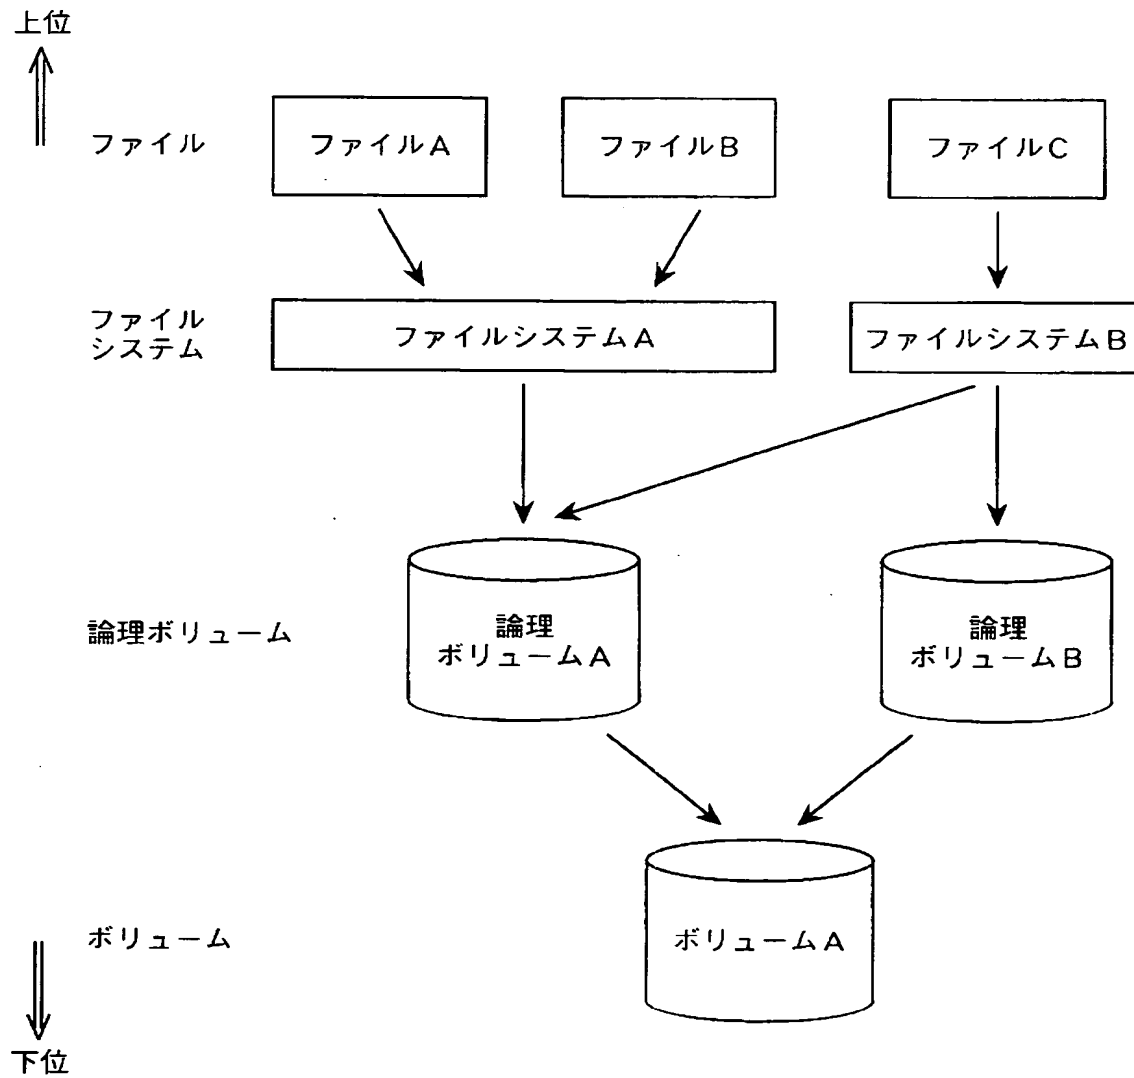 上位
ファイル
ファイルA
ファイルB
ファイルC
ファイル
システム
ファイルシステムA
ファイルシステムB
論理ボリューム
論理
ボリュームA
論理
ボリュームB
ボリューム
ボリュームA
下位